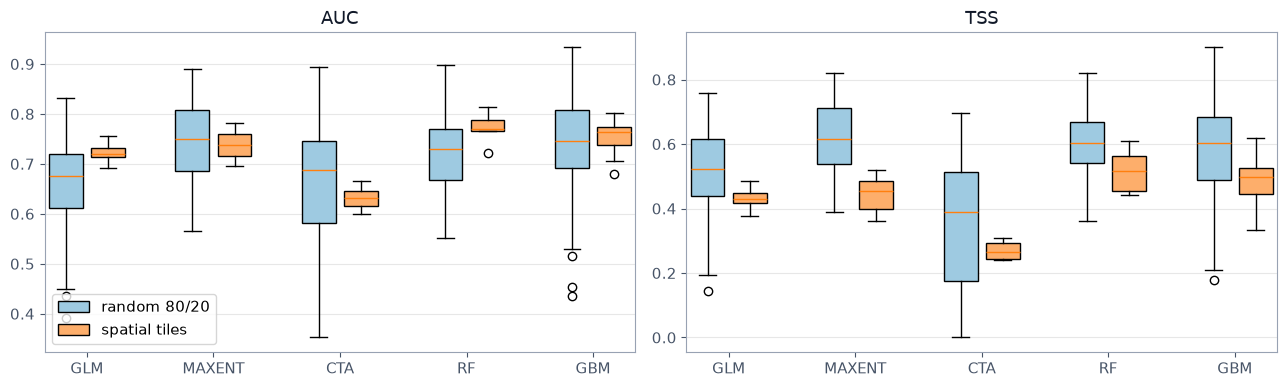 AUC
0.9
0.8
0.7
0.6
0.5
0.4
random 80/20
spatial tiles
GLM MAXENT CTA RF GBM
TSS
0.8
0.6
0.4
0.2
0.0
GLM MAXENT CTA RF GBM